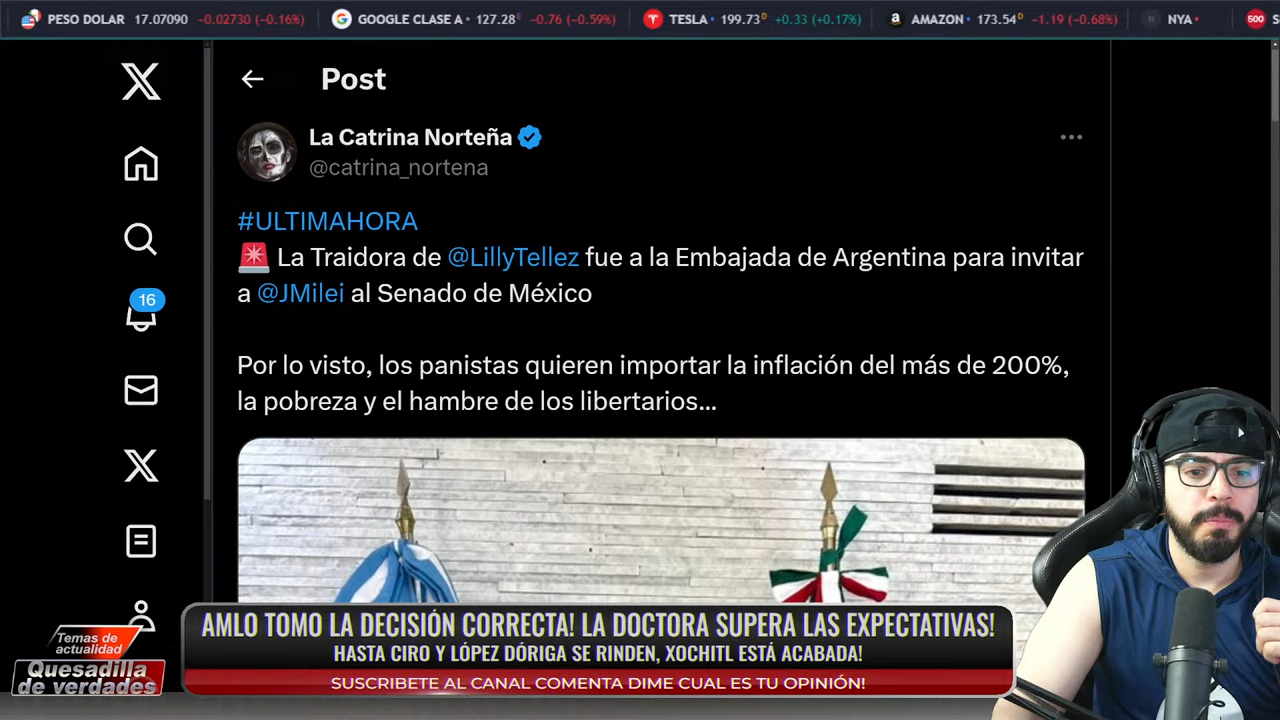 PESO DOLAR 17.07090 -0.02730 (-0.16%) GOOGLE CLASE A • 127.28 E -0.76 (-0.59%) TESLA • 199.73 D +0.33 (+0.17%) AMAZON • 173.54 D -1.19 (-0.68%) N NYA • 500 S
Post
La Catrina Norteña
@catrina_nortena
#ULTIMAHORA
🚨 La Traidora de @LillyTellez fue a la Embajada de Argentina para invitar
a @JMilei al Senado de México
16
Por lo visto, los panistas quieren importar la inflación del más de 200%,
la pobreza y el hambre de los libertarios...
AMLO TOMO LA DECISIÓN CORRECTA! LA DOCTORA SUPERA LAS EXPECTATIVAS!
HASTA CIRO Y LÓPEZ DÓRIGA SE RINDEN, XOCHITL ESTÁ ACABADA!
SUSCRIBETE AL CANAL COMENTA DIME CUAL ES TU OPINIÓN!
Temas de
actualidad
Quesadilla
de verdades